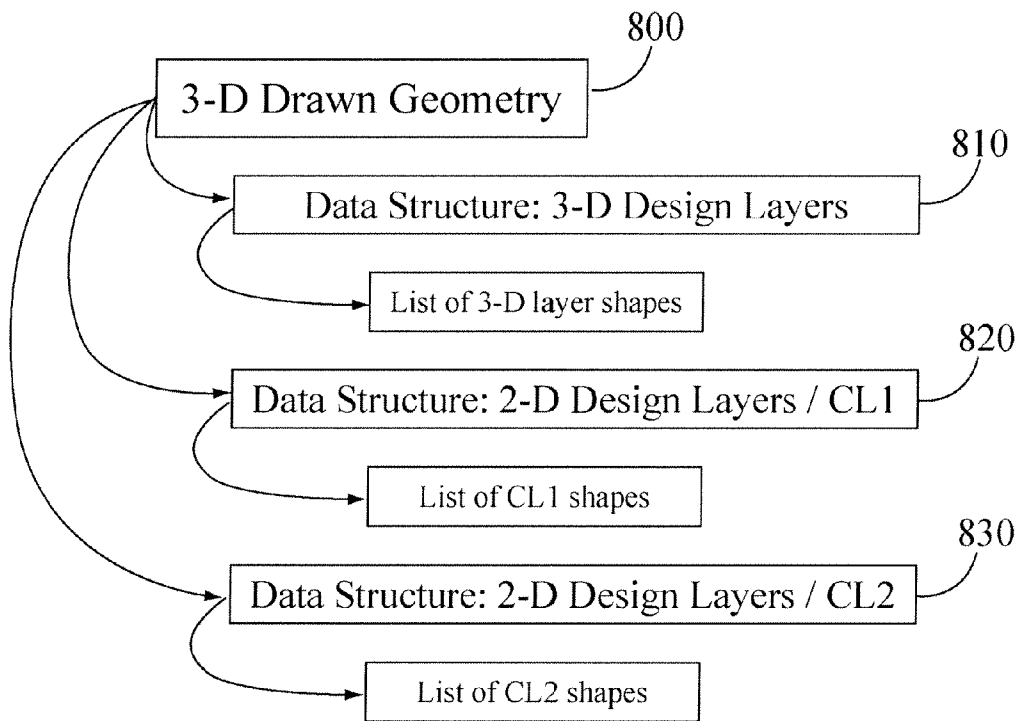 800
3-D Drawn Geometry
810
Data Structure: 3-D Design Layers
List of 3-D layer shapes
820
Data Structure: 2-D Design Layers / CL1
List of CL1 shapes
830
Data Structure: 2-D Design Layers / CL2
List of CL2 shapes